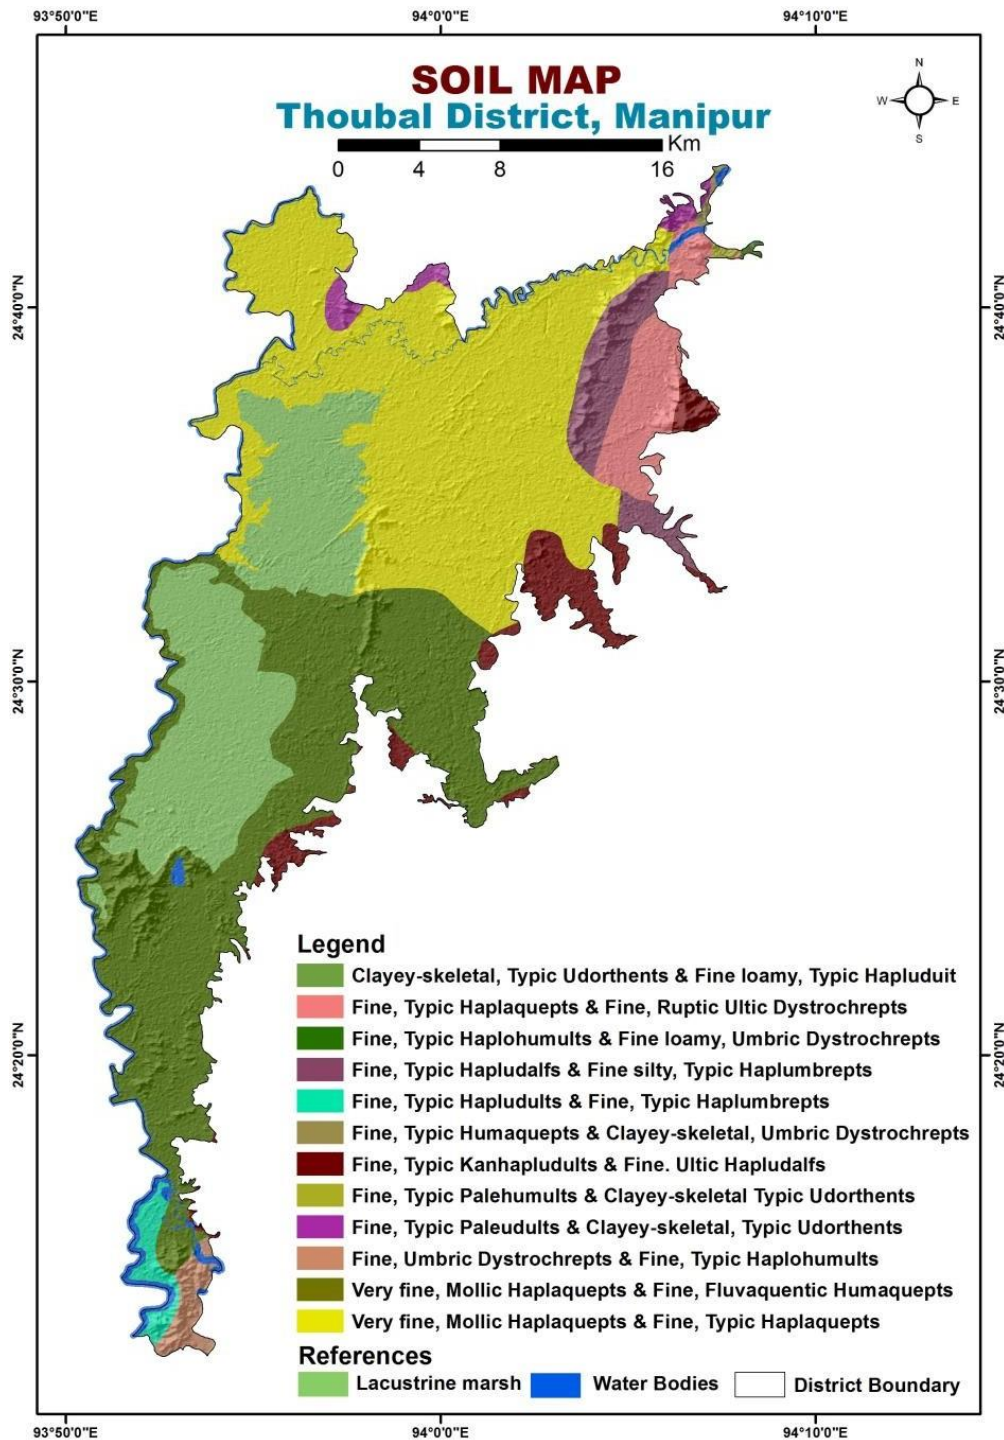 93°50'0"E 94°0'0"E 94°10'0"E
SOIL MAP
Thoubal District, Manipur
N
W E
S
Km
0 4 8 16
24°40'0"N 24°40'0"N
24°30'0"N 24°30'0"N
24°20'0"N 24°20'0"N
Legend
Clayey-skeletal, Typic Udorthents & Fine loamy, Typic Hapluduit
Fine, Typic Haplaquepts & Fine, Ruptic Ultic Dystrochrepts
Fine, Typic Haplohumults & Fine loamy, Umbric Dystrochrepts
Fine, Typic Hapludalfs & Fine silty, Typic Haplumbrepts
Fine, Typic Hapludults & Fine, Typic Haplumbrepts
Fine, Typic Humaquepts & Clayey-skeletal, Umbric Dystrochrepts
Fine, Typic Kanhapludults & Fine. Ultic Hapludalfs
Fine, Typic Palehumults & Clayey-skeletal Typic Udorthents
Fine, Typic Paleudults & Clayey-skeletal, Typic Udorthents
Fine, Umbric Dystrochrepts & Fine, Typic Haplohumults
Very fine, Mollic Haplaquepts & Fine, Fluvaquentic Humaquepts
Very fine, Mollic Haplaquepts & Fine, Typic Haplaquepts
References
Lacustrine marsh Water Bodies District Boundary
93°50'0"E 94°0'0"E 94°10'0"E